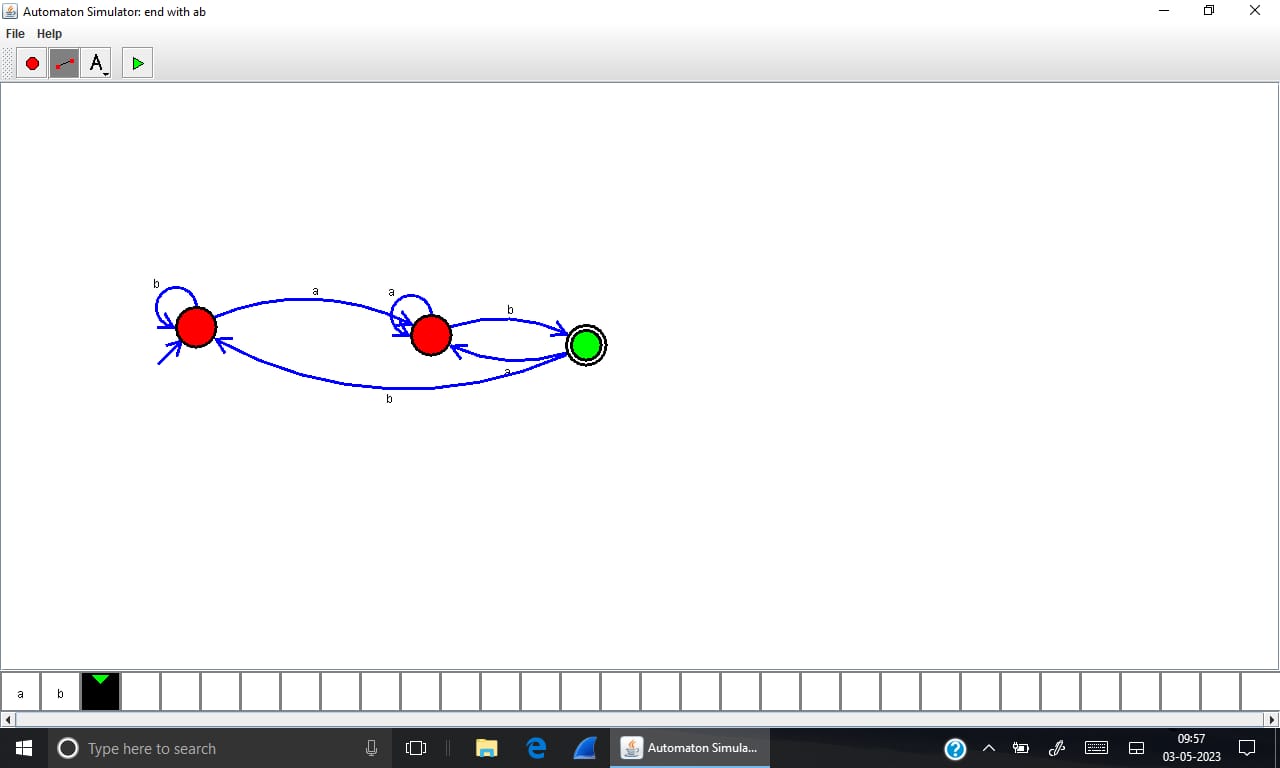 Automaton Simulator: end with ab
File Help
A
b
a
a
b
a
b
a b
Type here to search
Automaton Simula...
09:57
03-05-2023